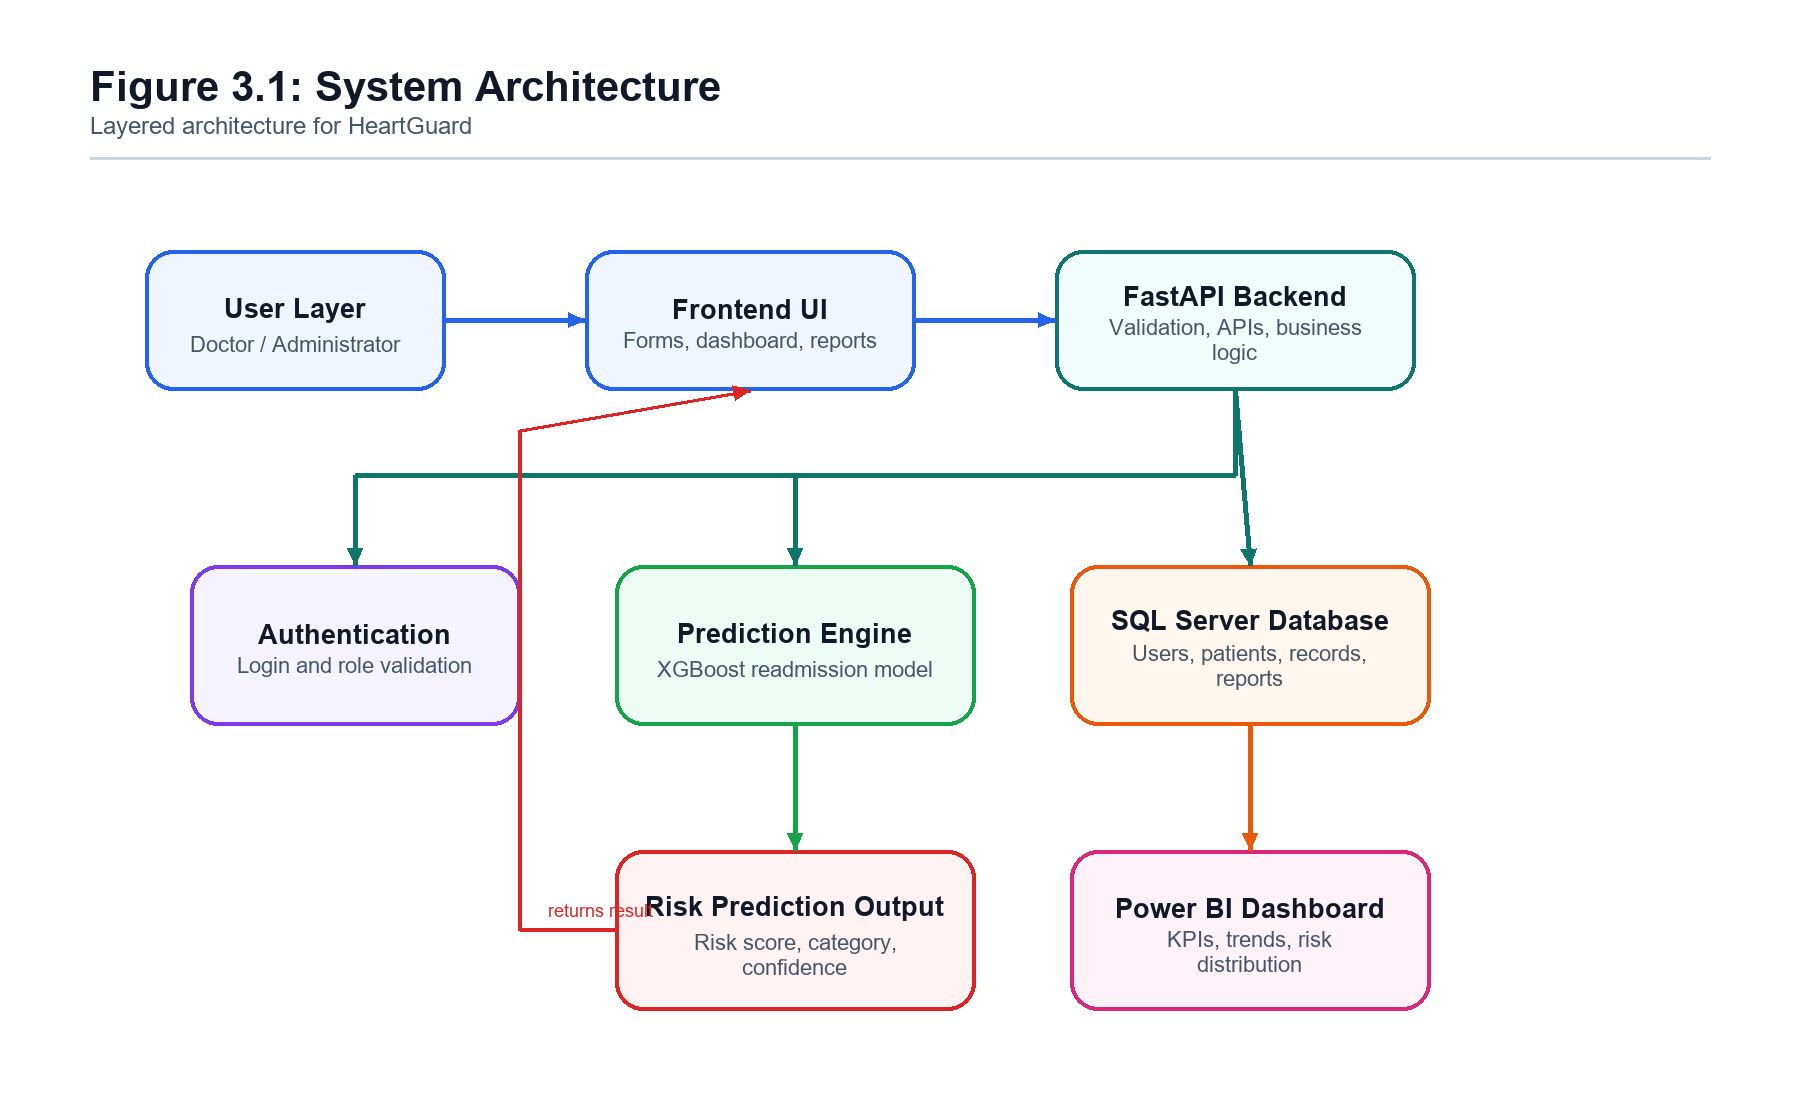 Figure 3.1: System Architecture
Layered architecture for HeartGuard
User Layer
Doctor / Administrator
Frontend UI
Forms, dashboard, reports
FastAPI Backend
Validation, APIs, business
logic
Authentication
Login and role validation
Prediction Engine
XGBoost readmission model
SQL Server Database
Users, patients, records,
reports
returns result
Risk Prediction Output
Risk score, category,
confidence
Power BI Dashboard
KPIs, trends, risk
distribution